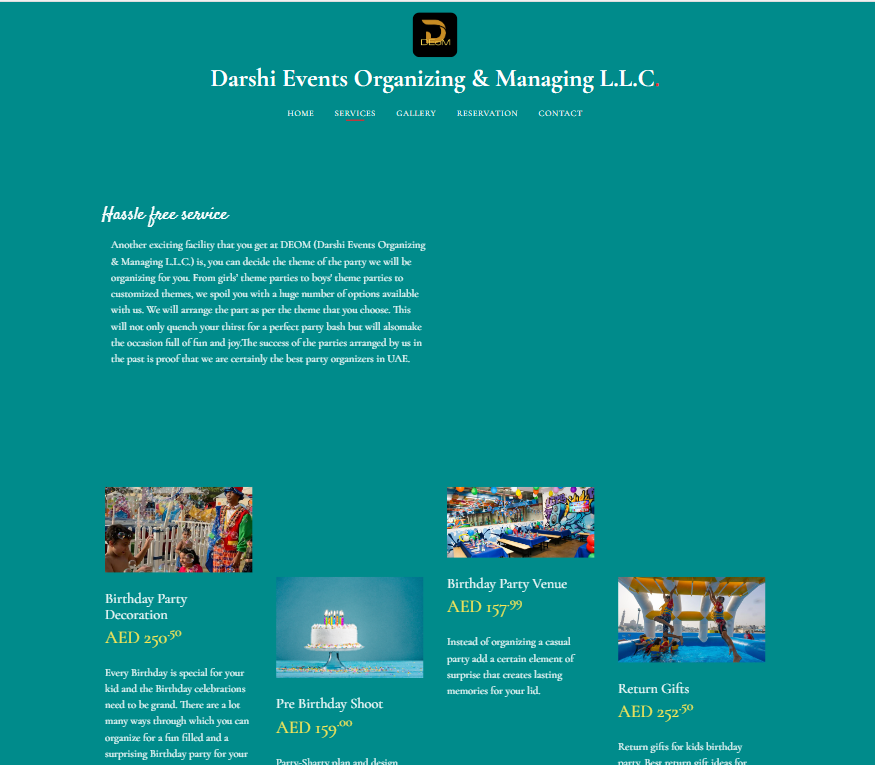 DEOM
Darshi Events Organizing & Managing L.L.C.
HOME SERVICES GALLERY RESERVATION CONTACT
Hassle free service
Another exciting facility that you get at DEOM (Darshi Events Organizing
& Managing L.L.C.) is, you can decide the theme of the party we will be
organizing for you. From girls' theme parties to boys' theme parties to
customized themes, we spoil you with a huge number of options available
with us. We will arrange the part as per the theme that you choose. This
will not only quench your thirst for a perfect party bash but will alsomake
the occasion full of fun and joy.The success of the parties arranged by us in
the past is proof that we are certainly the best party organizers in UAE.
Birthday Party
Decoration
AED 250.50
Every Birthday is special for your
kid and the Birthday celebrations
need to be grand. There are a lot
many ways through which you can
organize for a fun filled and a
surprising Birthday party for your
Pre Birthday Shoot
AED 159.00
Party-Sharty plan and design
Birthday Party Venue
AED 157.99
Instead of organizing a casual
party add a certain element of
surprise that creates lasting
memories for your lid.
Return Gifts
AED 252.50
Return gifts for kids birthday
party. Best return gift ideas for